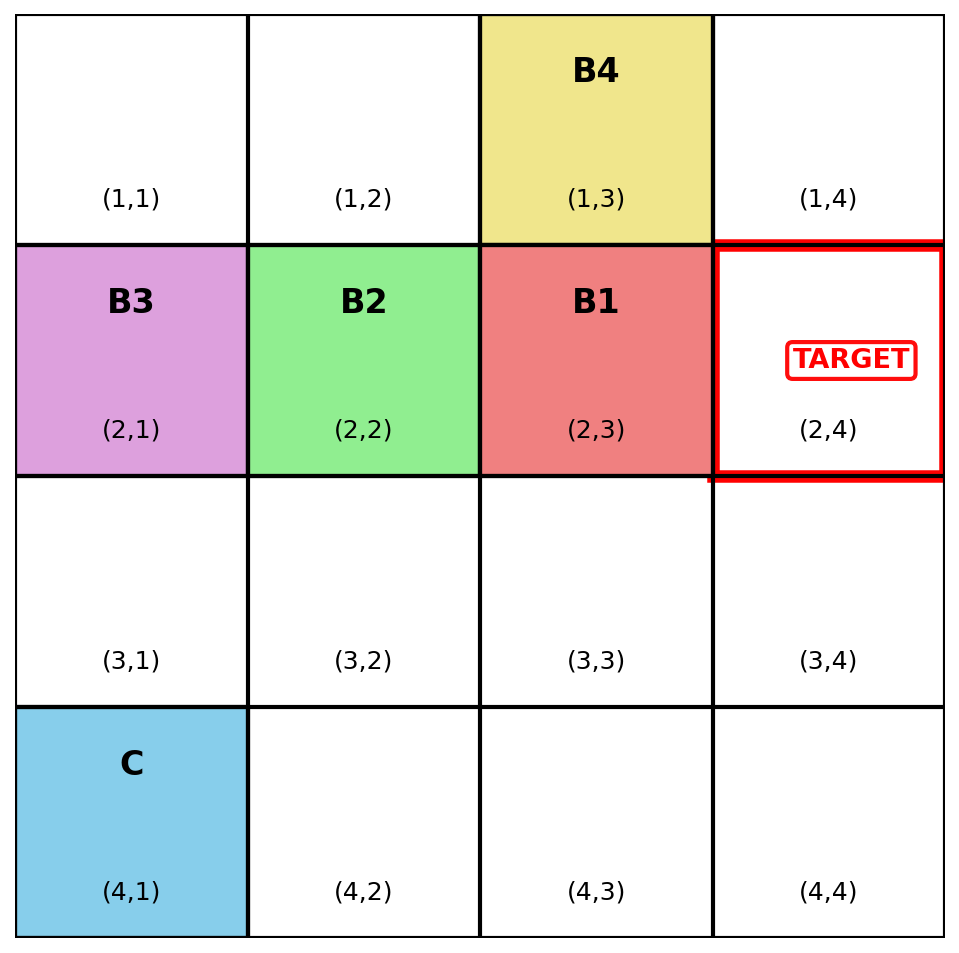 B4
(1,1) (1,2) (1,3) (1,4)
B3 B2 B1
TARGET
(2,1) (2,2) (2,3) (2,4)
(3,1) (3,2) (3,3) (3,4)
C
(4,1) (4,2) (4,3) (4,4)